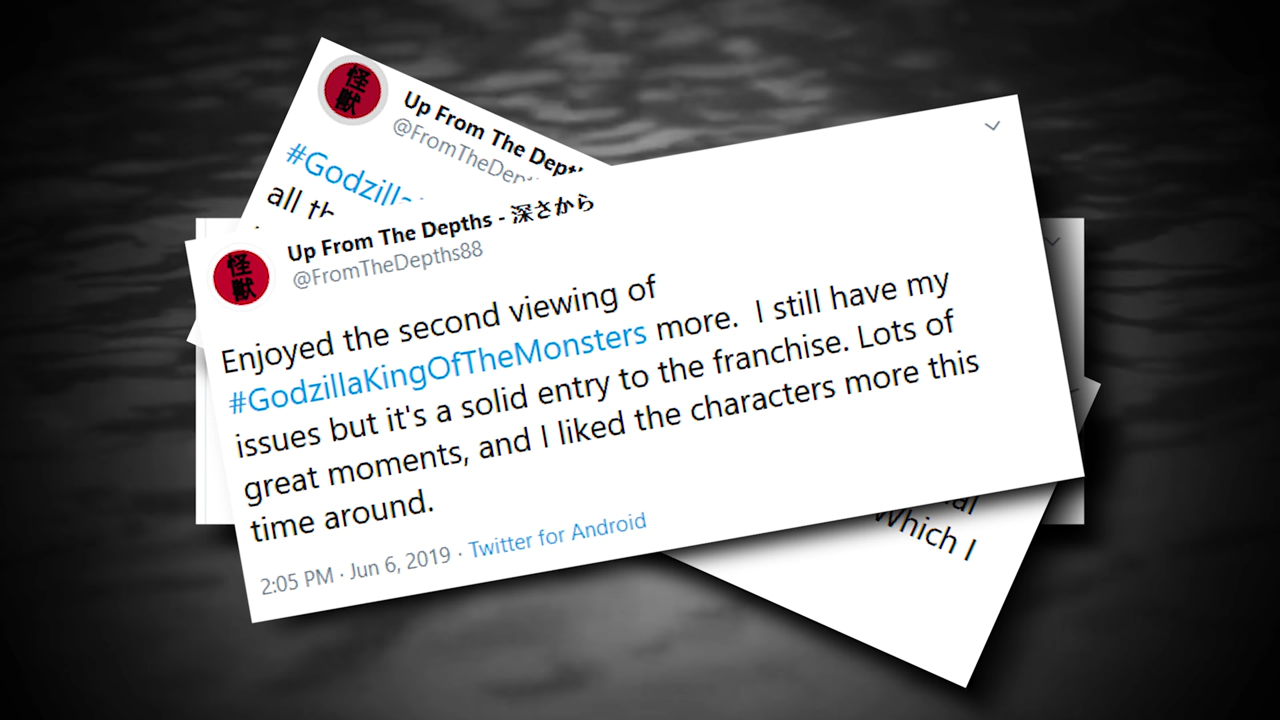 怪獣
Up From The Dept
@FromTheDep
#Godzilla
all th
怪獣
Up From The Depths - 深さから
@FromTheDepths88
Enjoyed the second viewing of
#GodzillaKingOfTheMonsters more. I still have my
issues but it's a solid entry to the franchise. Lots of
great moments, and I liked the characters more this
time around.
2:05 PM · Jun 6, 2019 · Twitter for Android
Which I